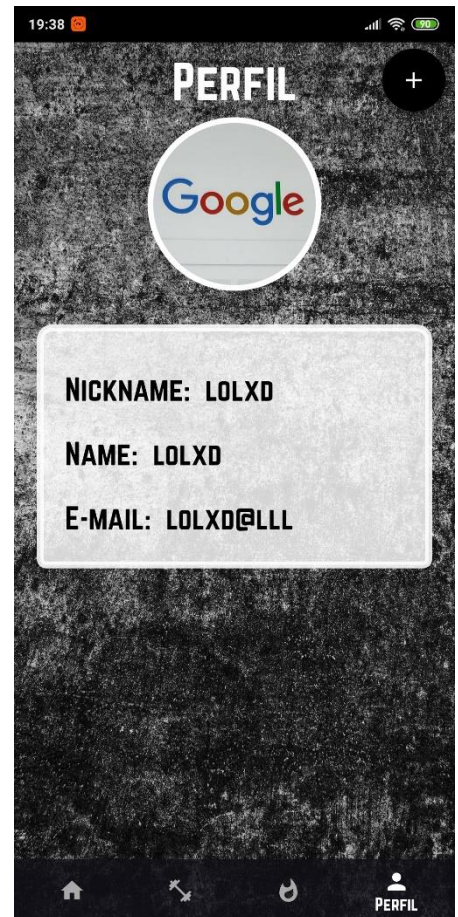 19:38
90
Perfil
+
Google
Nickname: lolxd
Name: lolxd
E-mail: lolxd@lll
Perfil